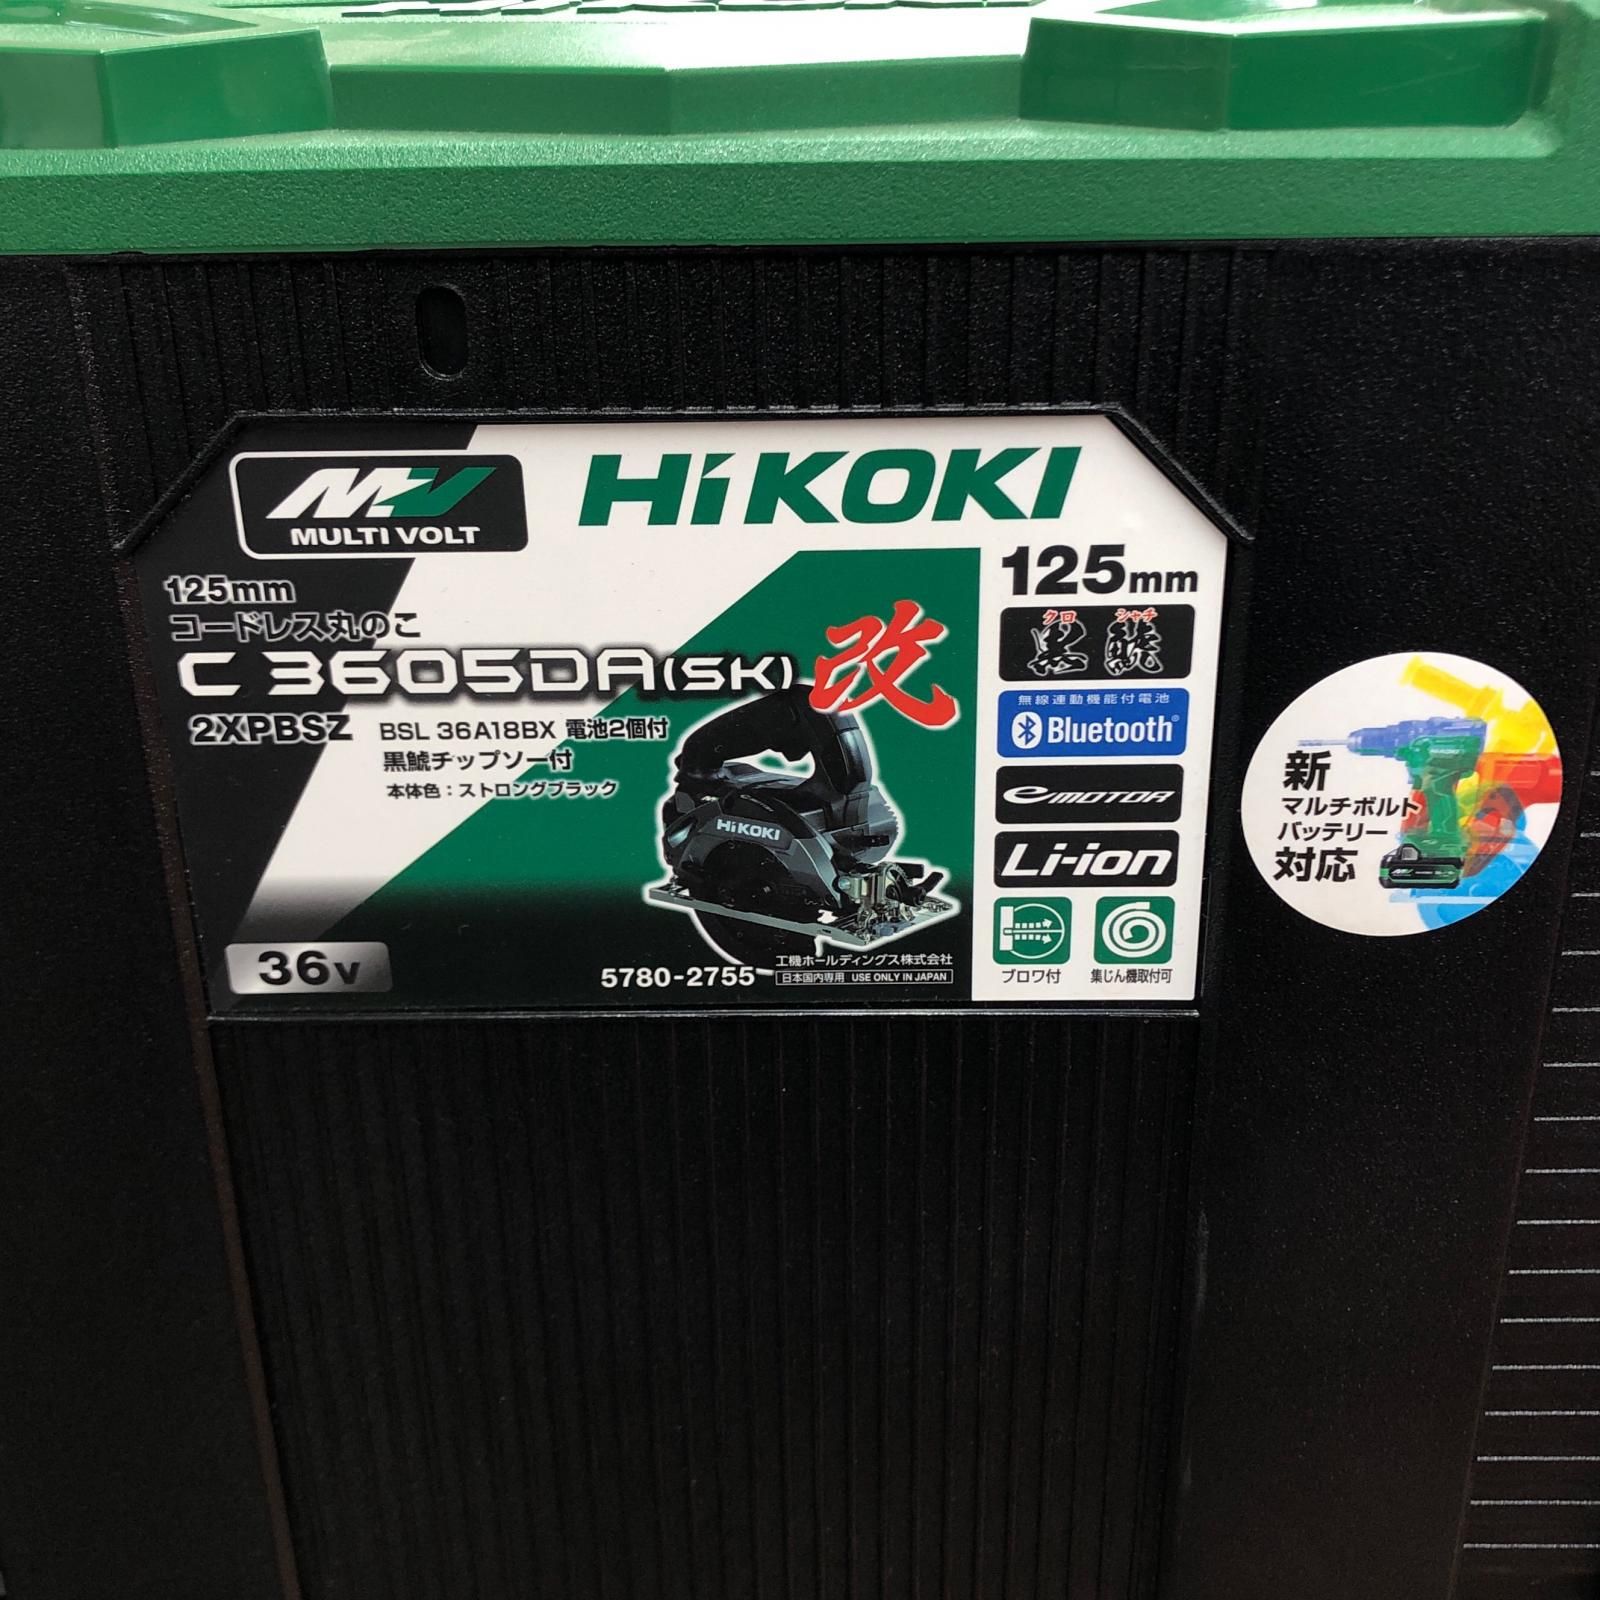 HiKOKI
MV
MULTI VOLT
HiKOKI
125mm
コードレス丸のこ
C 3605DA(SK) 改
2XPBSZ BSL 36A18BX 電池2個付
黒鯱チップソー付
本体色:ストロングブラック
HiKOKI
36V
5780-2755
工機ホールディングス株式会社
日本国内専用 USE ONLY IN JAPAN
125mm
クロ シャチ
黒 鯱
無線連動機能付電池
Bluetooth®
e MOTOR
Li-ion
ブロワ付
集じん機取付可
新
マルチボルト
バッテリー
対応
HiKOKI